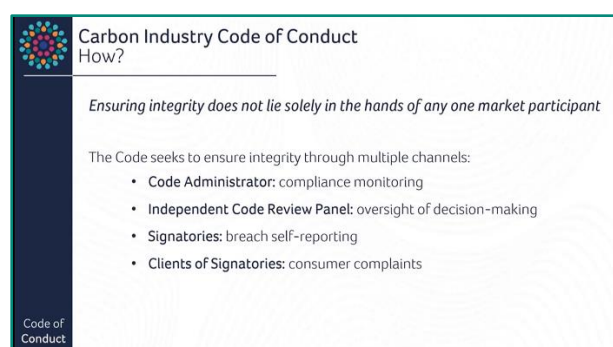 Carbon Industry Code of Conduct
How?
Ensuring integrity does not lie solely in the hands of any one market participant
The Code seeks to ensure integrity through multiple channels:
• Code Administrator: compliance monitoring
• Independent Code Review Panel: oversight of decision-making
• Signatories: breach self-reporting
• Clients of Signatories: consumer complaints
Code of
Conduct